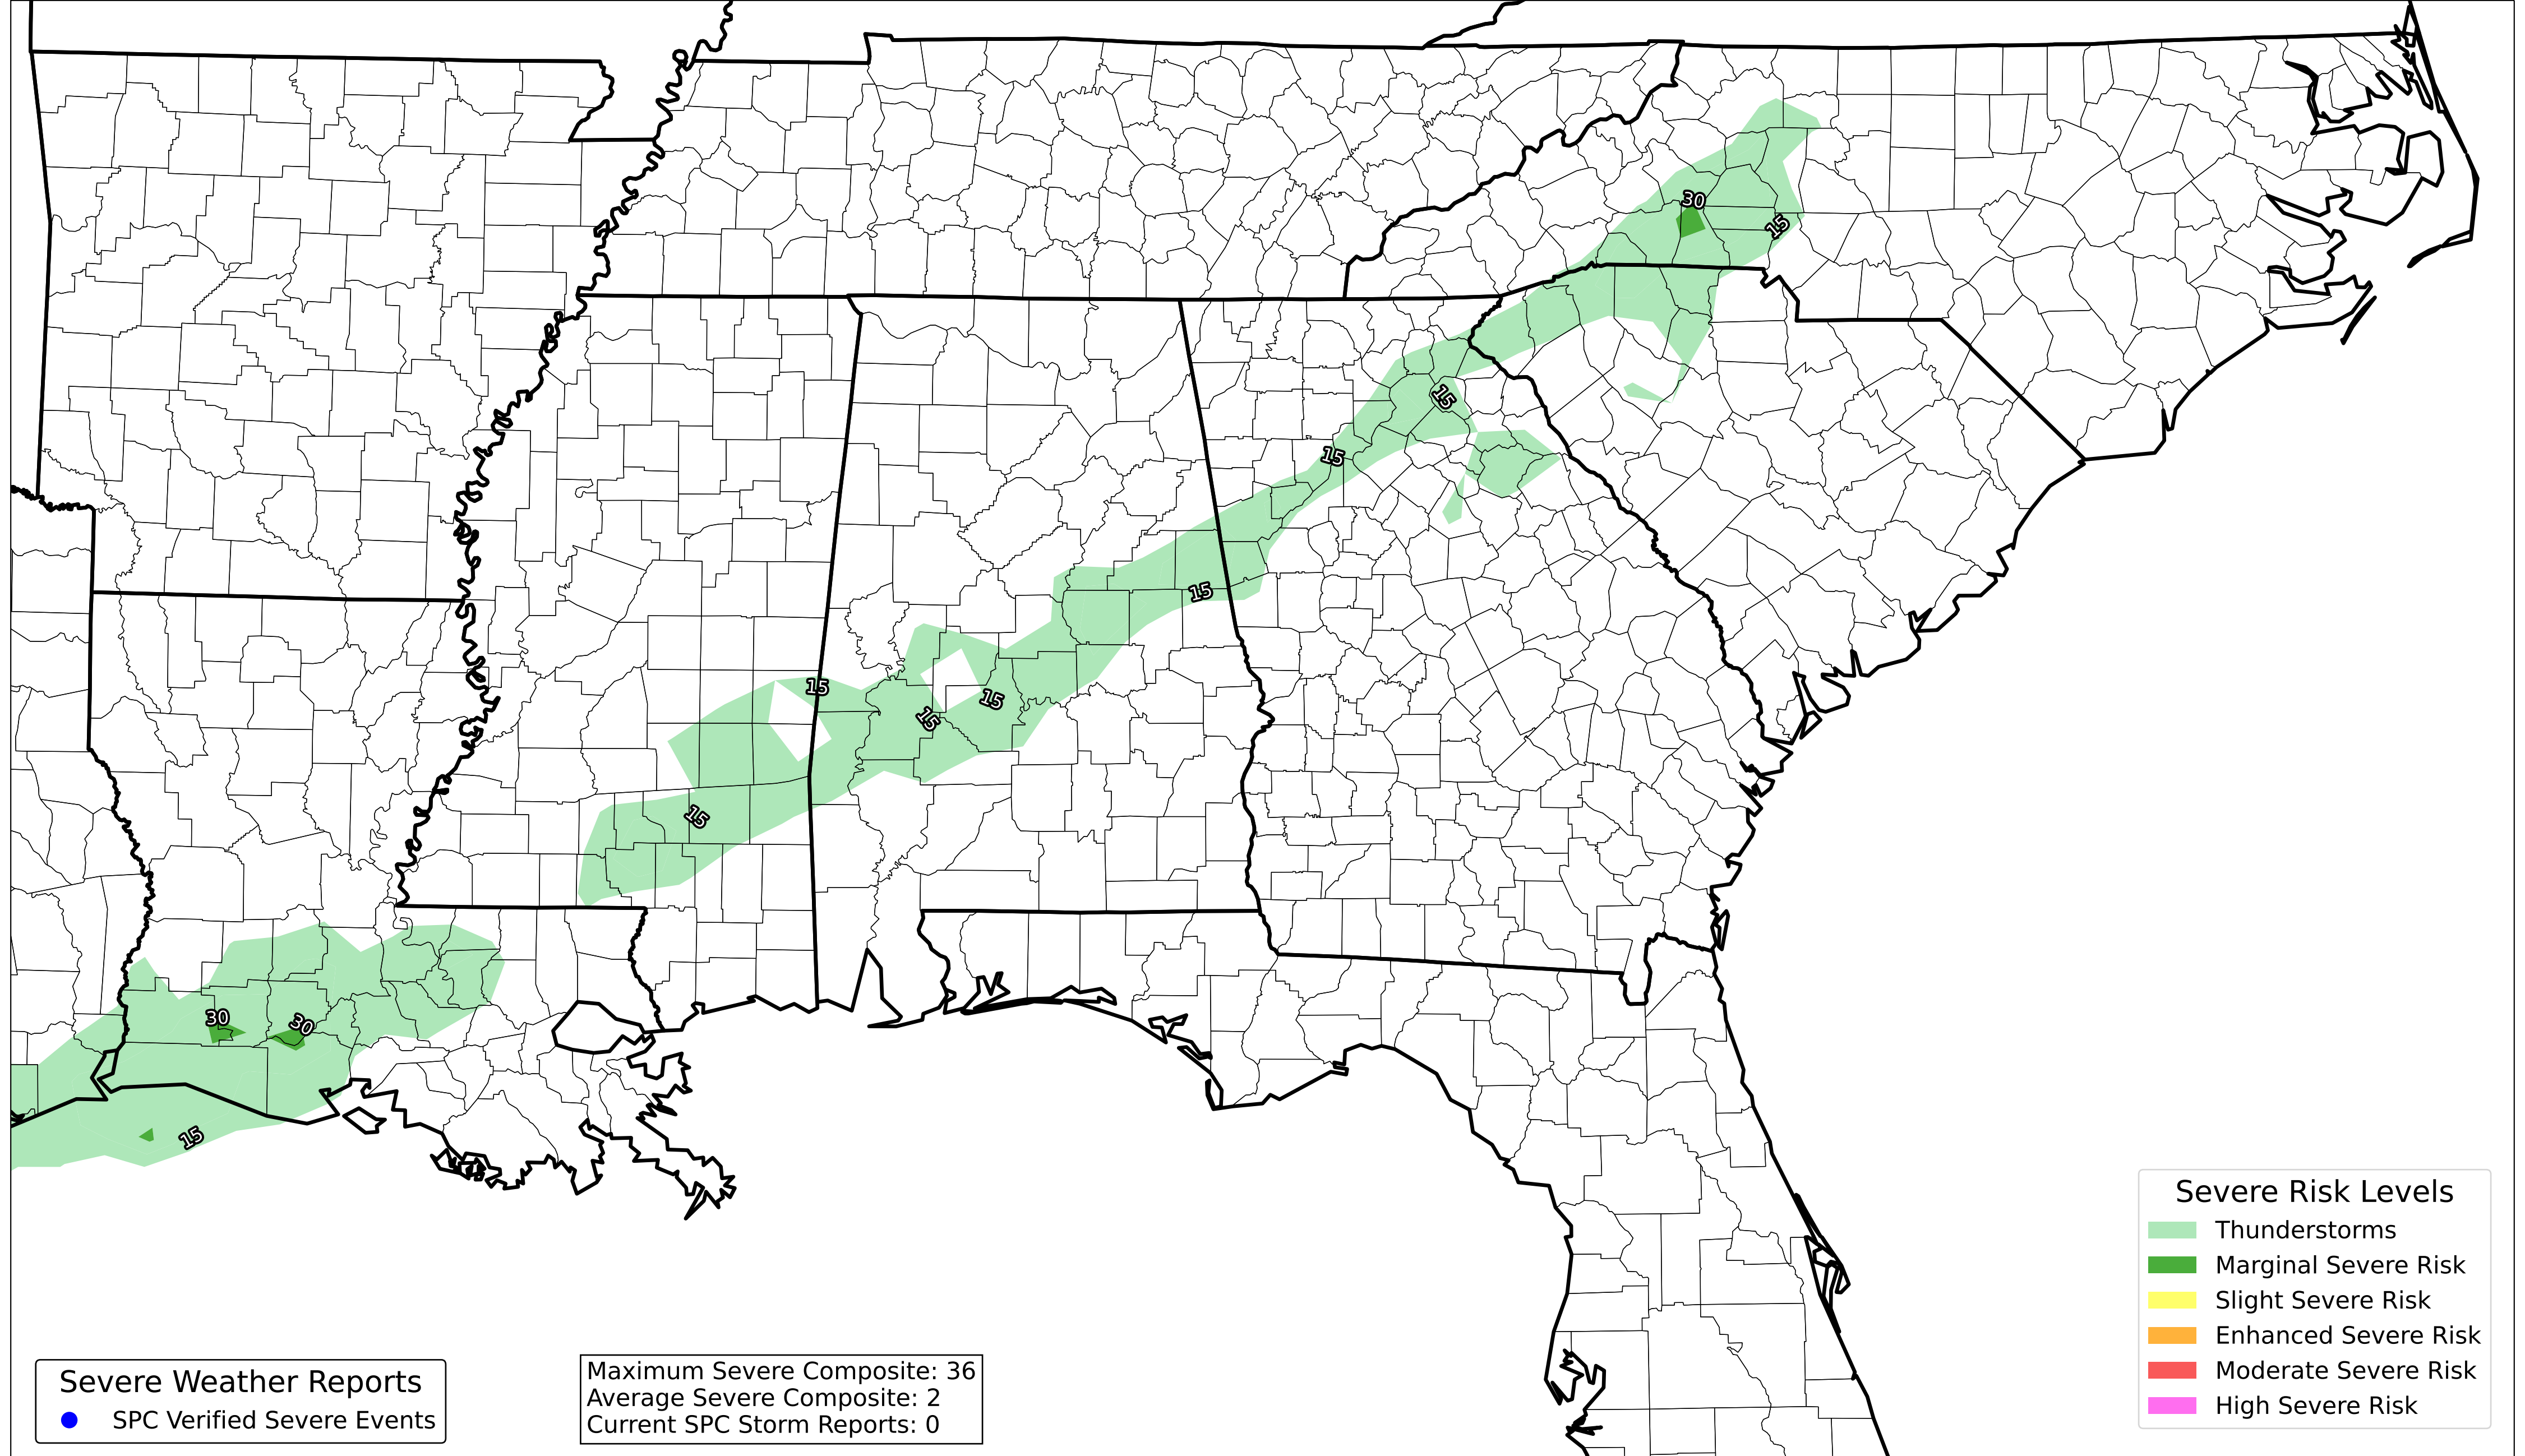 30
15
15
15
15
15
15
15
15
30
30
15
Severe Risk Levels
Thunderstorms
Marginal Severe Risk
Slight Severe Risk
Enhanced Severe Risk
Moderate Severe Risk
High Severe Risk
Severe Weather Reports
SPC Verified Severe Events
Maximum Severe Composite: 36
Average Severe Composite: 2
Current SPC Storm Reports: 0